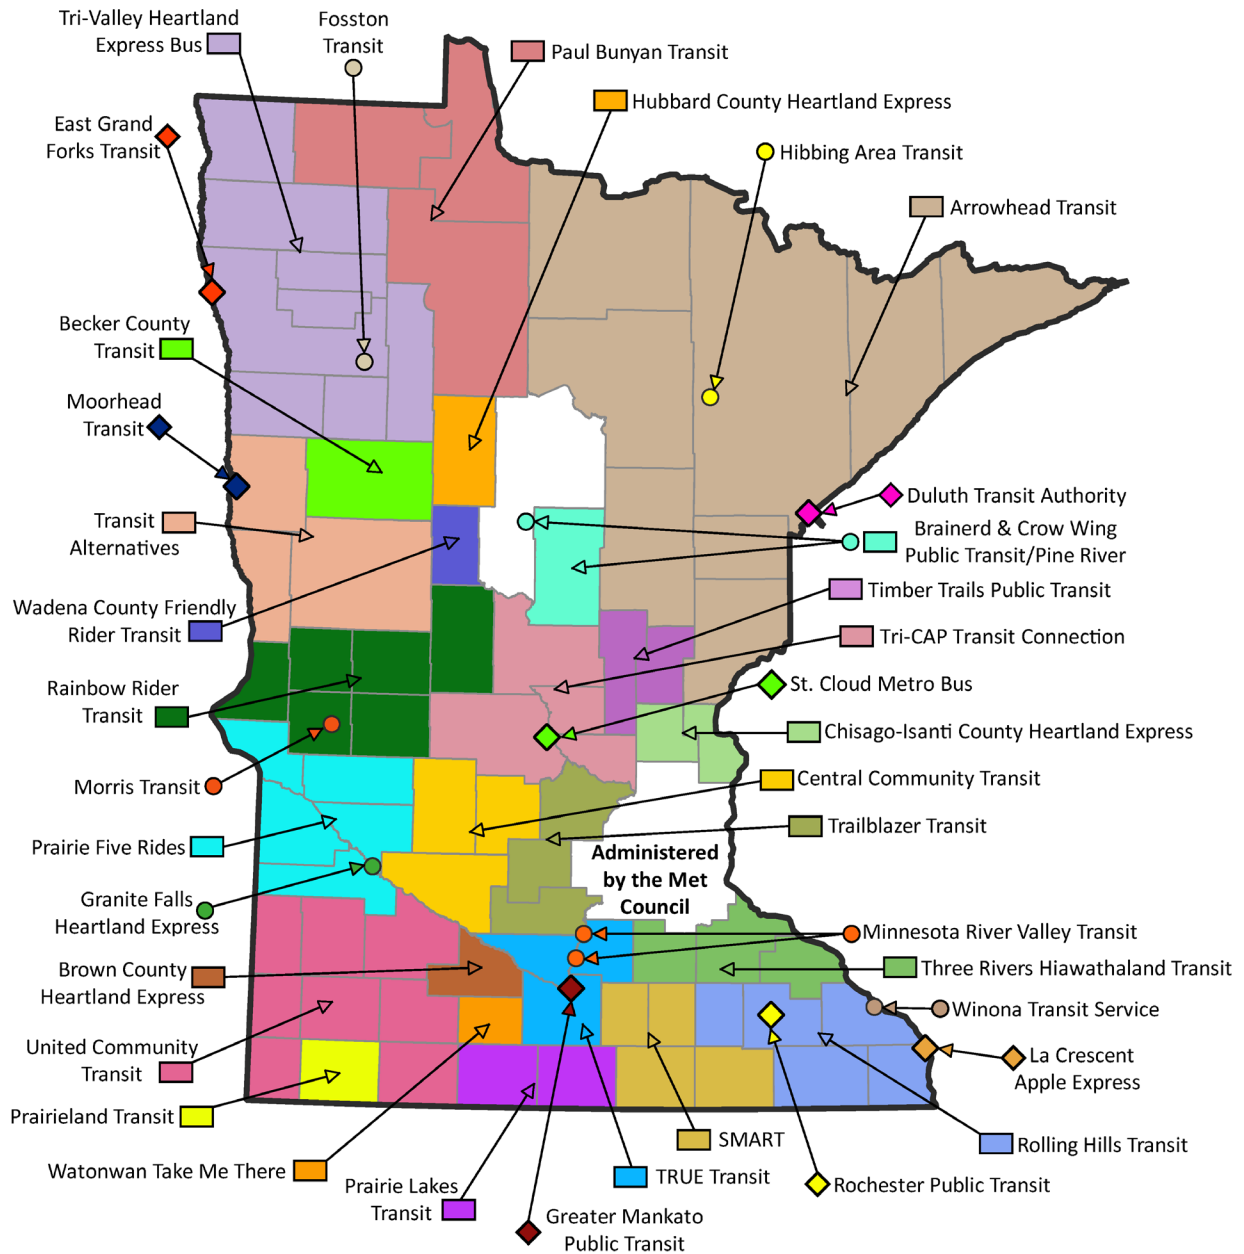 Tri-Valley Heartland
Express Bus
Fosston
Transit
Paul Bunyan Transit
Hubbard County Heartland Express
East Grand
Forks Transit
Hibbing Area Transit
Arrowhead Transit
Becker County
Transit
Moorhead
Transit
Duluth Transit Authority
Transit
Alternatives
Brainerd & Crow Wing
Public Transit/Pine River
Timber Trails Public Transit
Wadena County Friendly
Rider Transit
Tri-CAP Transit Connection
Rainbow Rider
Transit
St. Cloud Metro Bus
Chisago-Isanti County Heartland Express
Morris Transit
Central Community Transit
Prairie Five Rides
Trailblazer Transit
Administered
by the Met
Council
Granite Falls
Heartland Express
Minnesota River Valley Transit
Brown County
Heartland Express
Three Rivers Hiawathaland Transit
Winona Transit Service
United Community
Transit
La Crescent
Apple Express
Prairieland Transit
SMART
Rolling Hills Transit
Watonwan Take Me There
TRUE Transit
Prairie Lakes
Transit
Rochester Public Transit
Greater Mankato
Public Transit